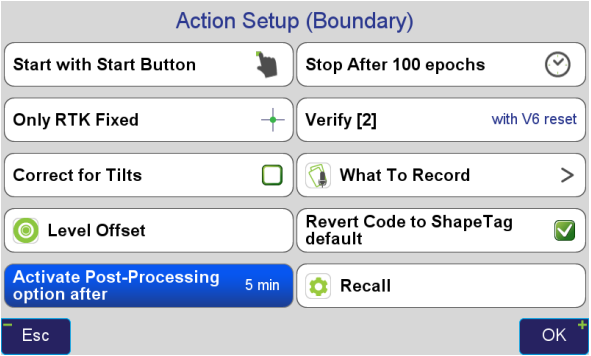 Action Setup (Boundary)
Start with Start Button
Stop After 100 epochs
Only RTK Fixed
Verify [2]
with V6 reset
Correct for Tilts
What To Record
Level Offset
Revert Code to ShapeTag
default
Activate Post-Processing
option after
5 min
Recall
Esc
OK